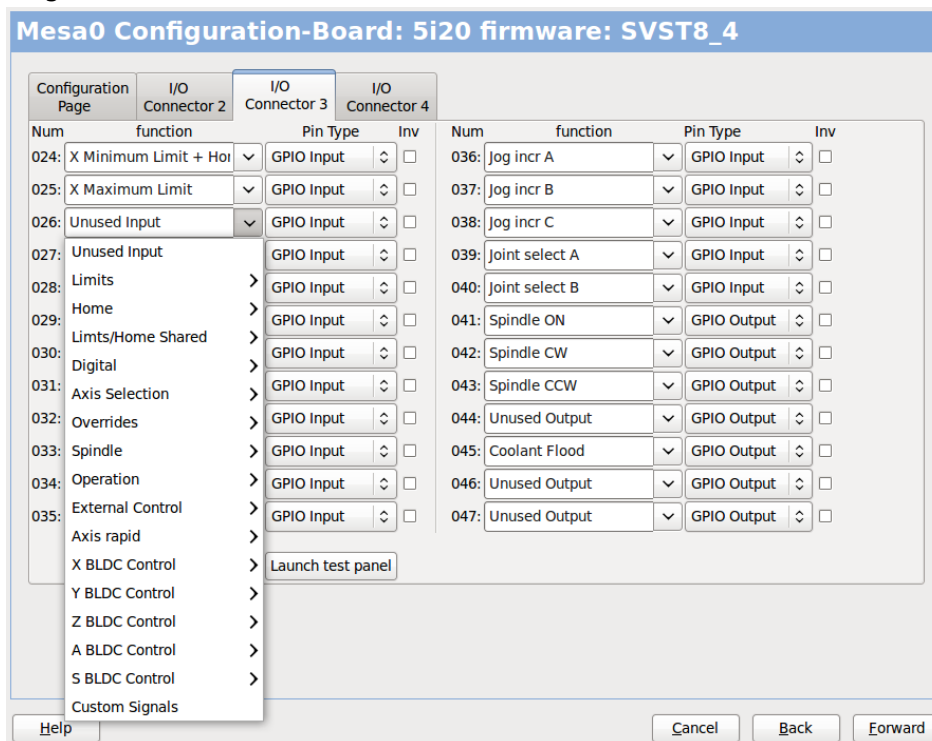 Mesa0 Configuration-Board: 5i20 firmware: SVST8_4
Configuration Page
I/O Connector 2
I/O Connector 3
I/O Connector 4
Num function Pin Type Inv Num function Pin Type Inv
024: X Minimum Limit + Hor GPIO Input 036: Jog incr A GPIO Input
025: X Maximum Limit GPIO Input 037: Jog incr B GPIO Input
026: Unused Input GPIO Input 038: Jog incr C GPIO Input
027: GPIO Input 039: Joint select A GPIO Input
028: GPIO Input 040: Joint select B GPIO Input
029: GPIO Input 041: Spindle ON GPIO Output
030: GPIO Input 042: Spindle CW GPIO Output
031: GPIO Input 043: Spindle CCW GPIO Output
032: GPIO Input 044: Unused Output GPIO Output
033: GPIO Input 045: Coolant Flood GPIO Output
034: GPIO Input 046: Unused Output GPIO Output
035: GPIO Input 047: Unused Output GPIO Output
Unused Input
Limits
Home
Limts/Home Shared
Digital
Axis Selection
Overrides
Spindle
Operation
External Control
Axis rapid
X BLDC Control
Y BLDC Control
Z BLDC Control
A BLDC Control
S BLDC Control
Custom Signals
Launch test panel
Help Cancel Back Forward